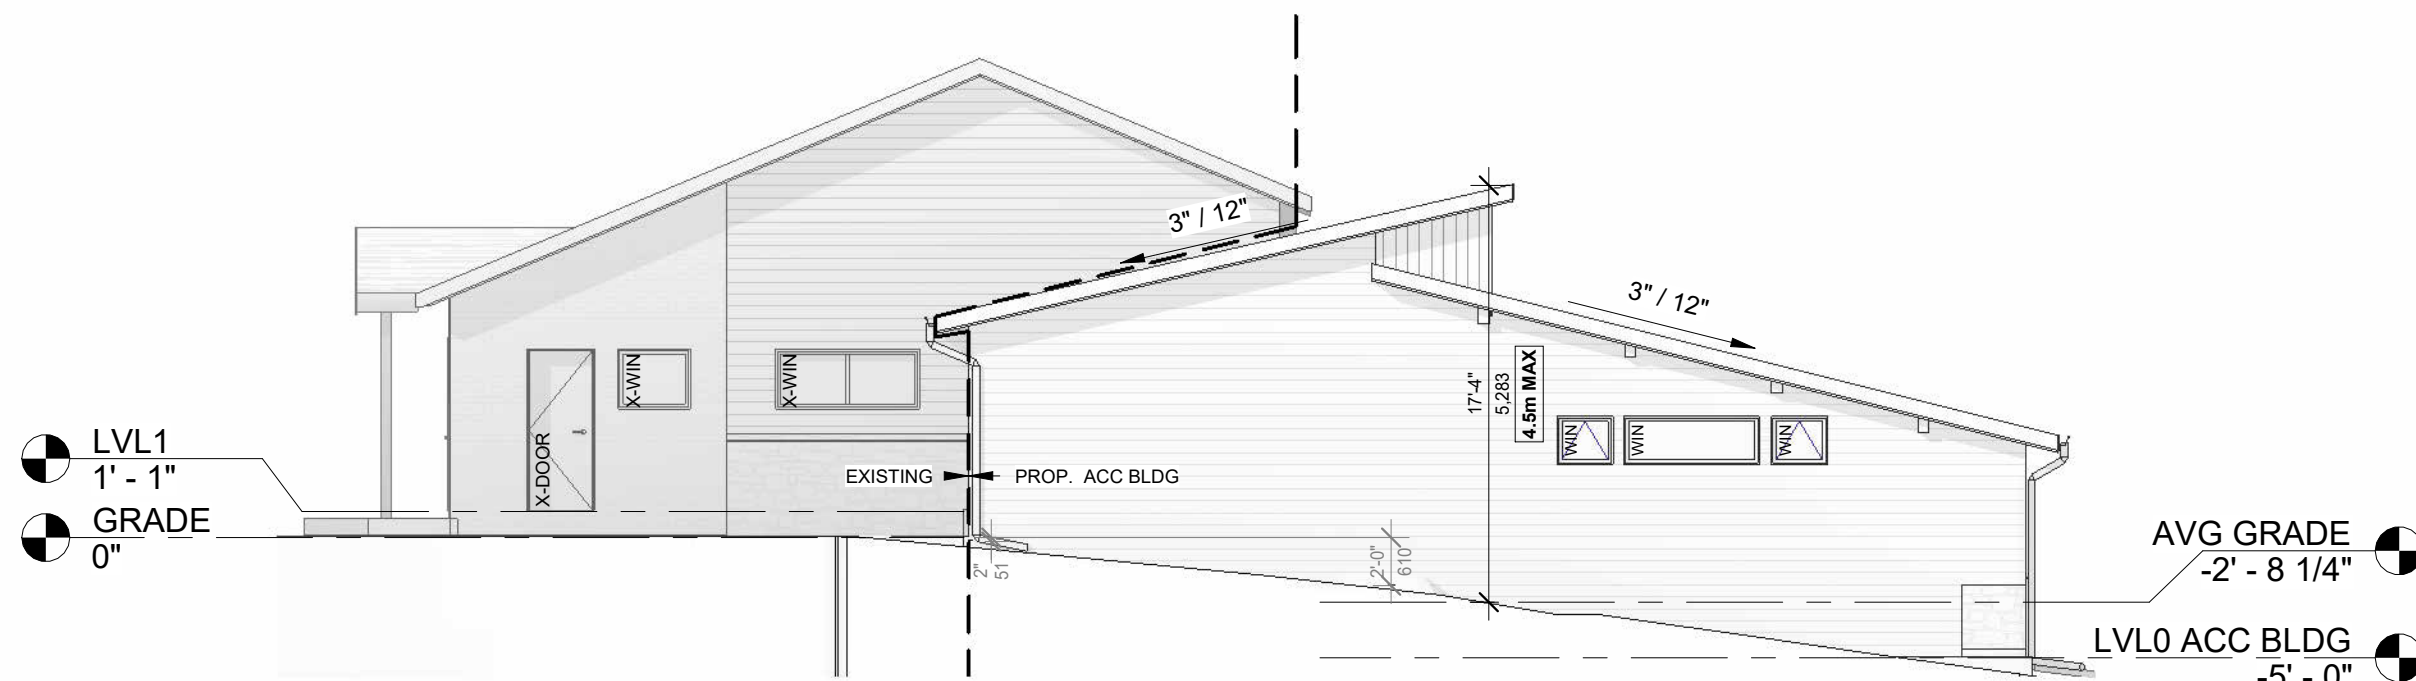 3" / 12"
3" / 12"
X-WIN
X-WIN
X-DOOR
17'-4"
5,283
4.5m MAX
WIN
WIN
WIN
LVL1
1' - 1"
EXISTING
PROP. ACC BLDG
GRADE
0"
2"
51
2'-0"
610
AVG GRADE
-2' - 8 1/4"
LVL0 ACC BLDG
-5' - 0"